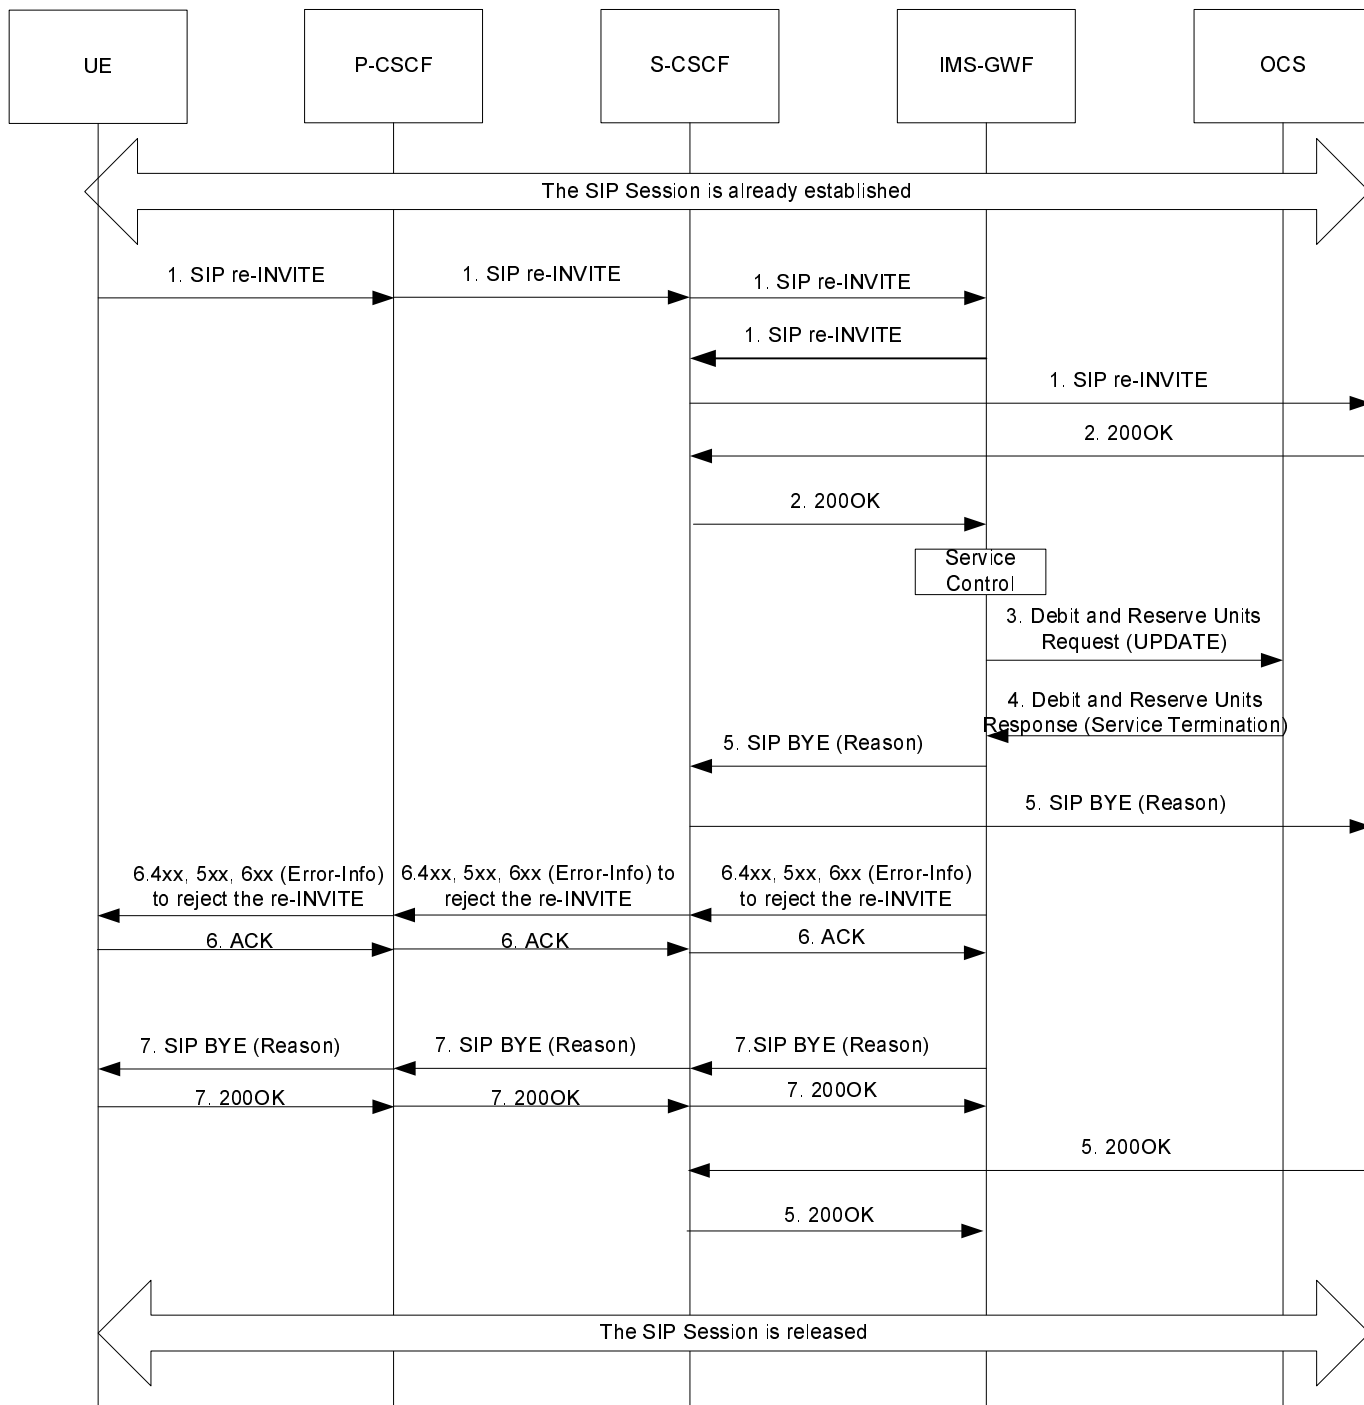 UE
P-CSCF
S-CSCF
IMS-GWF
OCS
The SIP Session is already established
1. SIP re-INVITE
1. SIP re-INVITE
1. SIP re-INVITE
1. SIP re-INVITE
1. SIP re-INVITE
2. 200OK
2. 200OK
Service
Control
3. Debit and Reserve Units
Request (UPDATE)
4. Debit and Reserve Units
Response (Service Termination)
5. SIP BYE (Reason)
5. SIP BYE (Reason)
6.4xx, 5xx, 6xx (Error-Info)
to reject the re-INVITE
6.4xx, 5xx, 6xx (Error-Info) to
reject the re-INVITE
6.4xx, 5xx, 6xx (Error-Info)
to reject the re-INVITE
6. ACK
6. ACK
6. ACK
7. SIP BYE (Reason)
7. SIP BYE (Reason)
7.SIP BYE (Reason)
7. 200OK
7. 200OK
7. 200OK
5. 200OK
5. 200OK
The SIP Session is released